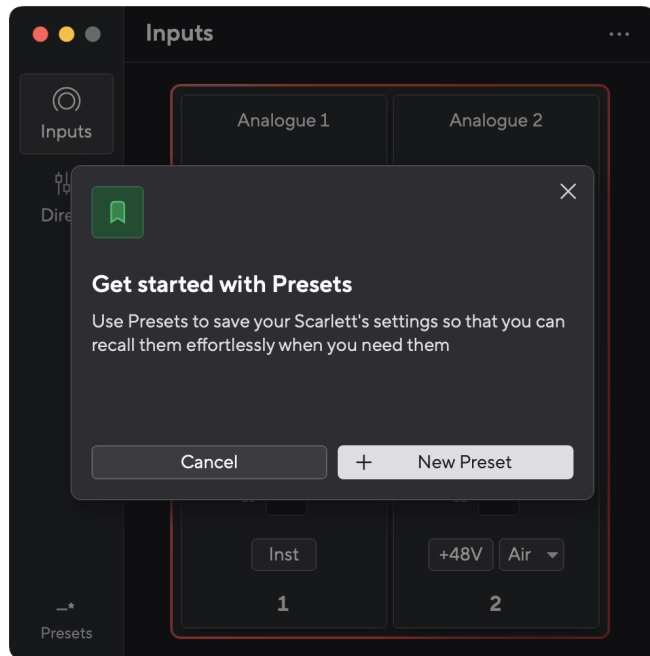 Inputs
...
Inputs
Analogue 1
Analogue 2
Dire
Get started with Presets
Use Presets to save your Scarlett's settings so that you can
recall them effortlessly when you need them
Cancel
+ New Preset
Inst
+48V
Air
1
2
Presets